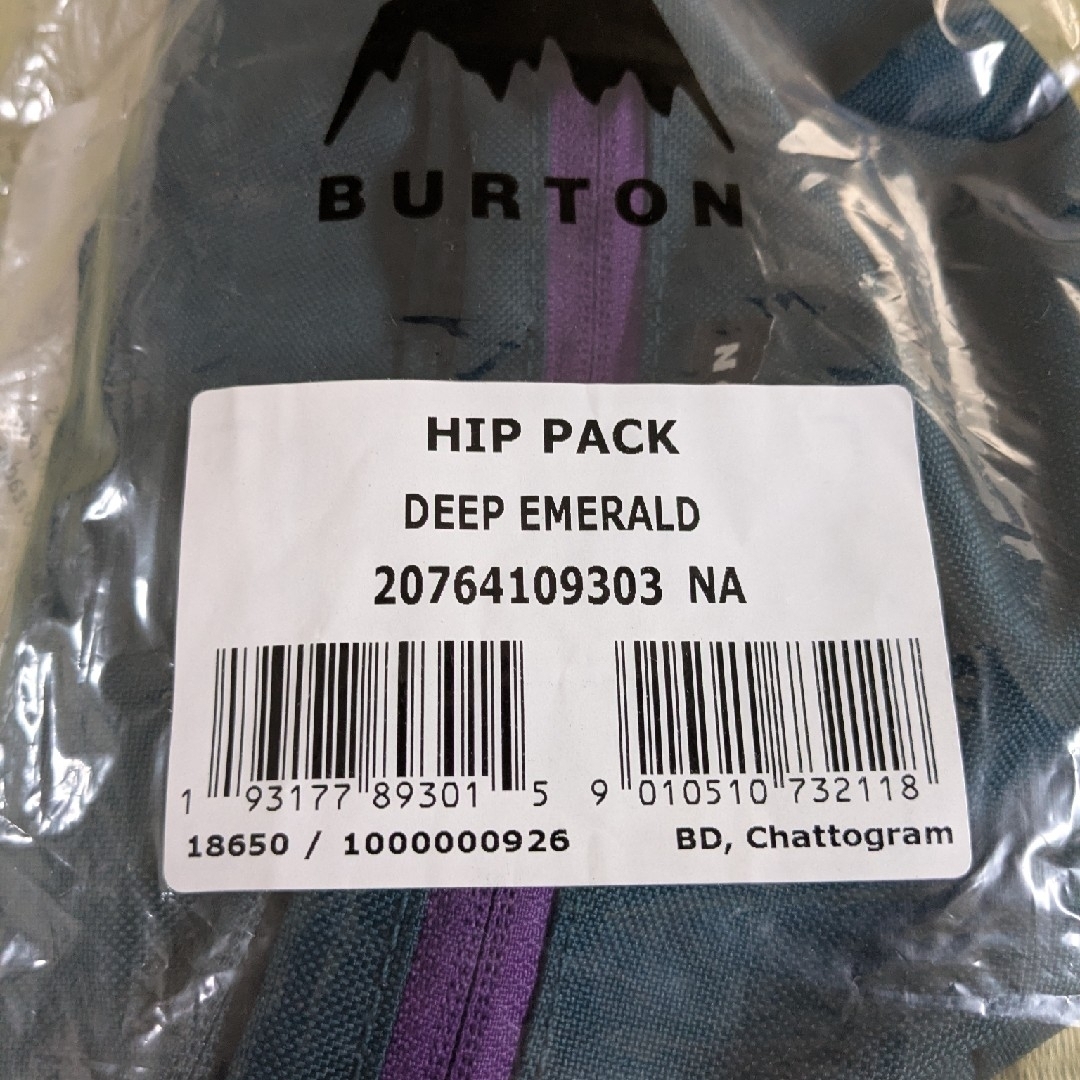 BURTON
HIP PACK
DEEP EMERALD
20764109303 NA
1 93177 89301 5 9 010510 732118
18650 / 1000000926 BD, Chattogram